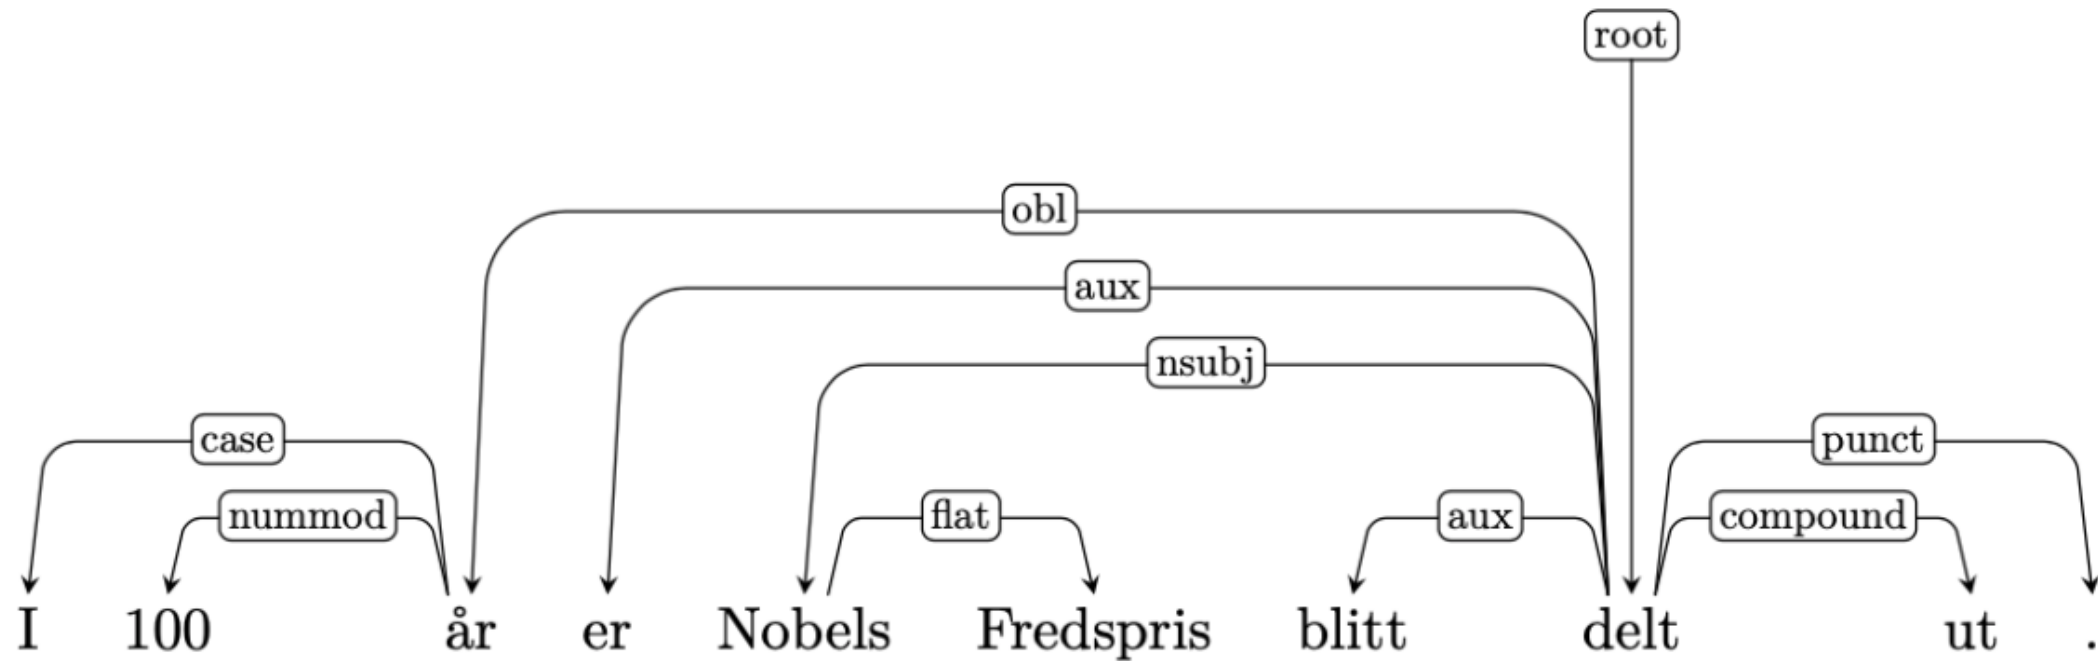 root
obl
aux
nsubj
case punct
nummod flat aux compound
I 100 år er Nobels Fredspris blitt delt ut .